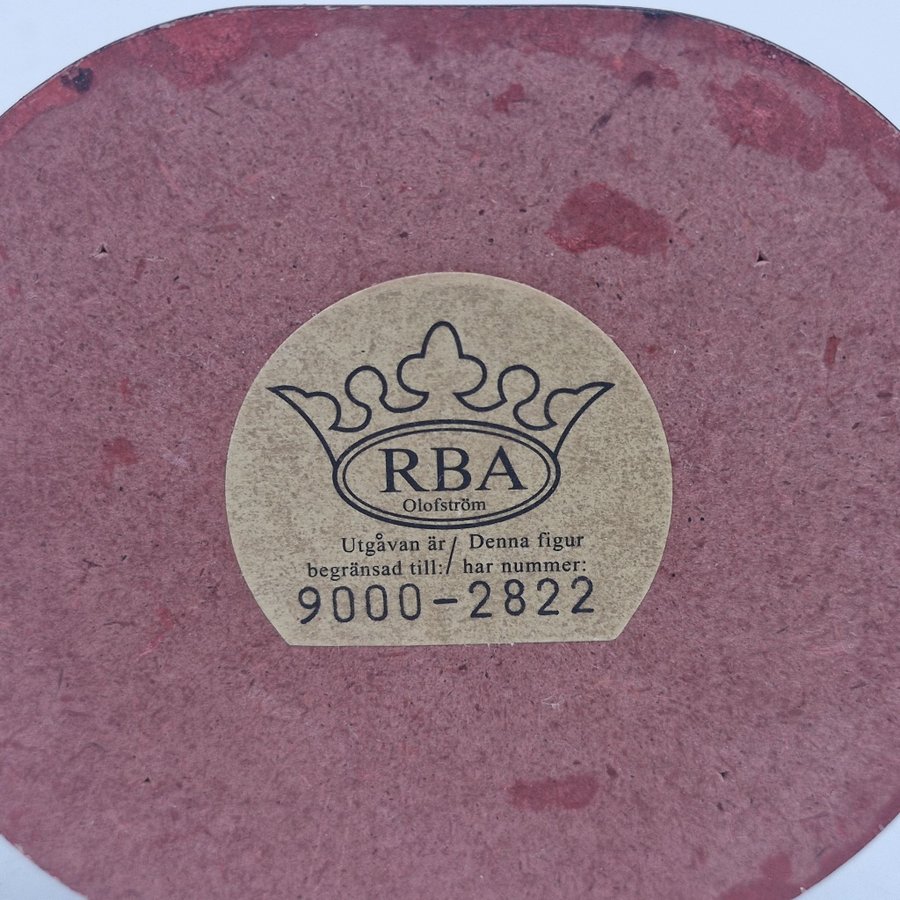 RBA
Olofström
Utgåvan är / Denna figur
begränsad till: / har nummer:
9000-2822